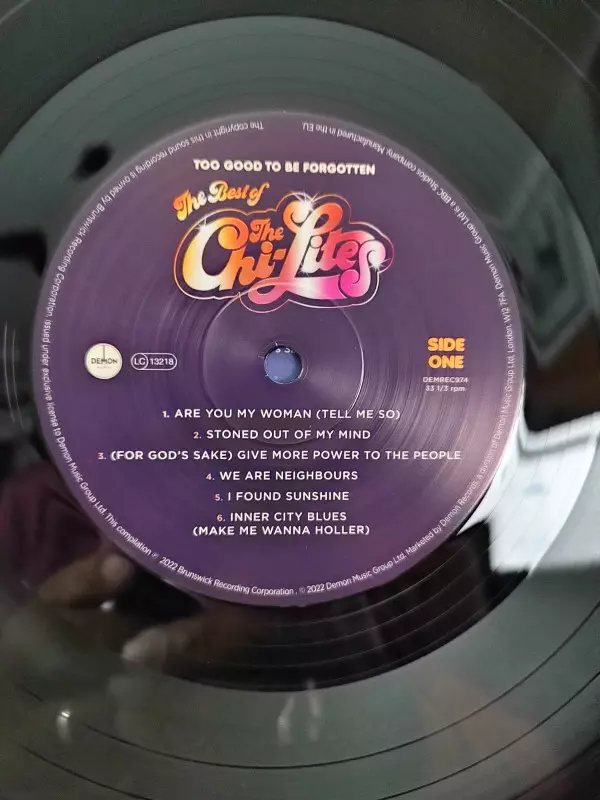 TOO GOOD TO BE FORGOTTEN
The Best of
The
Chi-Lites
DEMON
LC 13218
SIDE
ONE
DEMREC974
33 1/3 rpm
1. ARE YOU MY WOMAN (TELL ME SO)
2. STONED OUT OF MY MIND
3. (FOR GOD'S SAKE) GIVE MORE POWER TO THE PEOPLE
4. WE ARE NEIGHBOURS
5. I FOUND SUNSHINE
6. INNER CITY BLUES
(MAKE ME WANNA HOLLER)
The copyright in this sound recording is owned by Brunswick Recording Corporation issued under exclusive license to Demon Music Group Ltd. This compilation ℗ 2022 Brunswick Recording Corporation. © 2022 Demon Music Group Ltd. Marketed by Demon Records, a division of Demon Music Group Ltd. London, W12 7FA. Demon Music Group Ltd is a BBC Studios company. Manufactured in the EU.